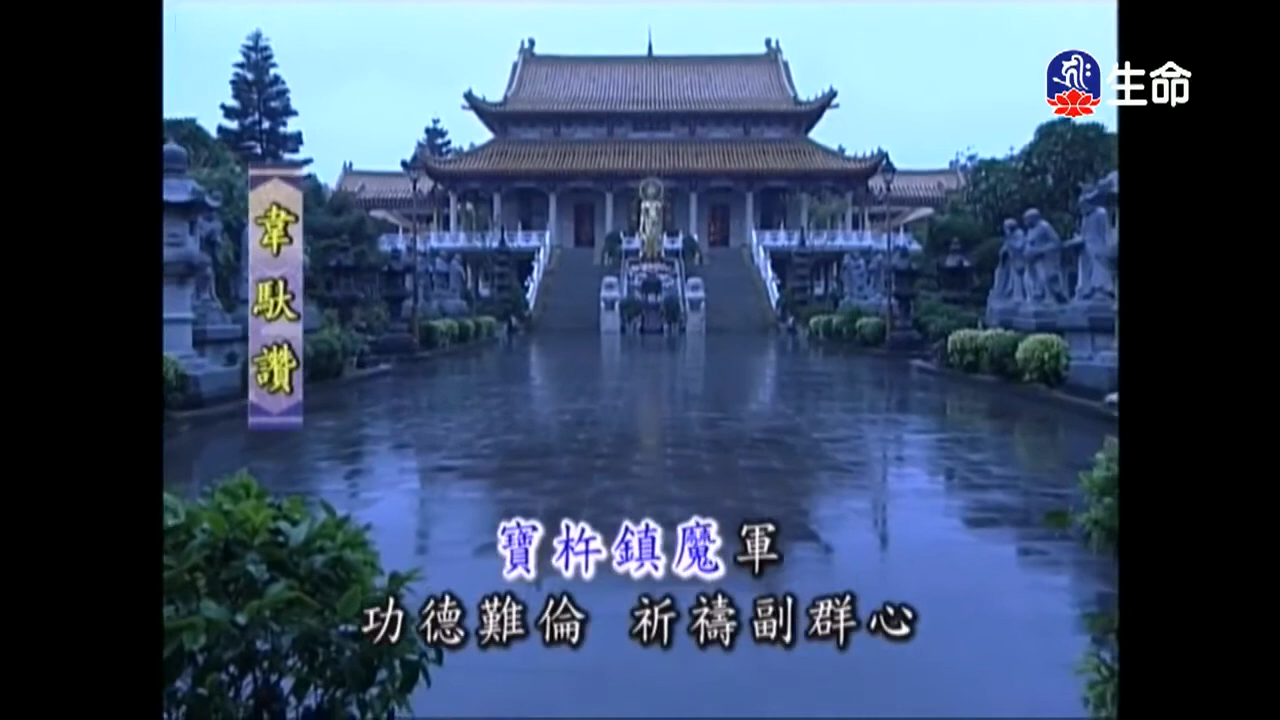 生命
韋馱讚
寶杵鎮魔軍
功德難倫 祈禱副群心